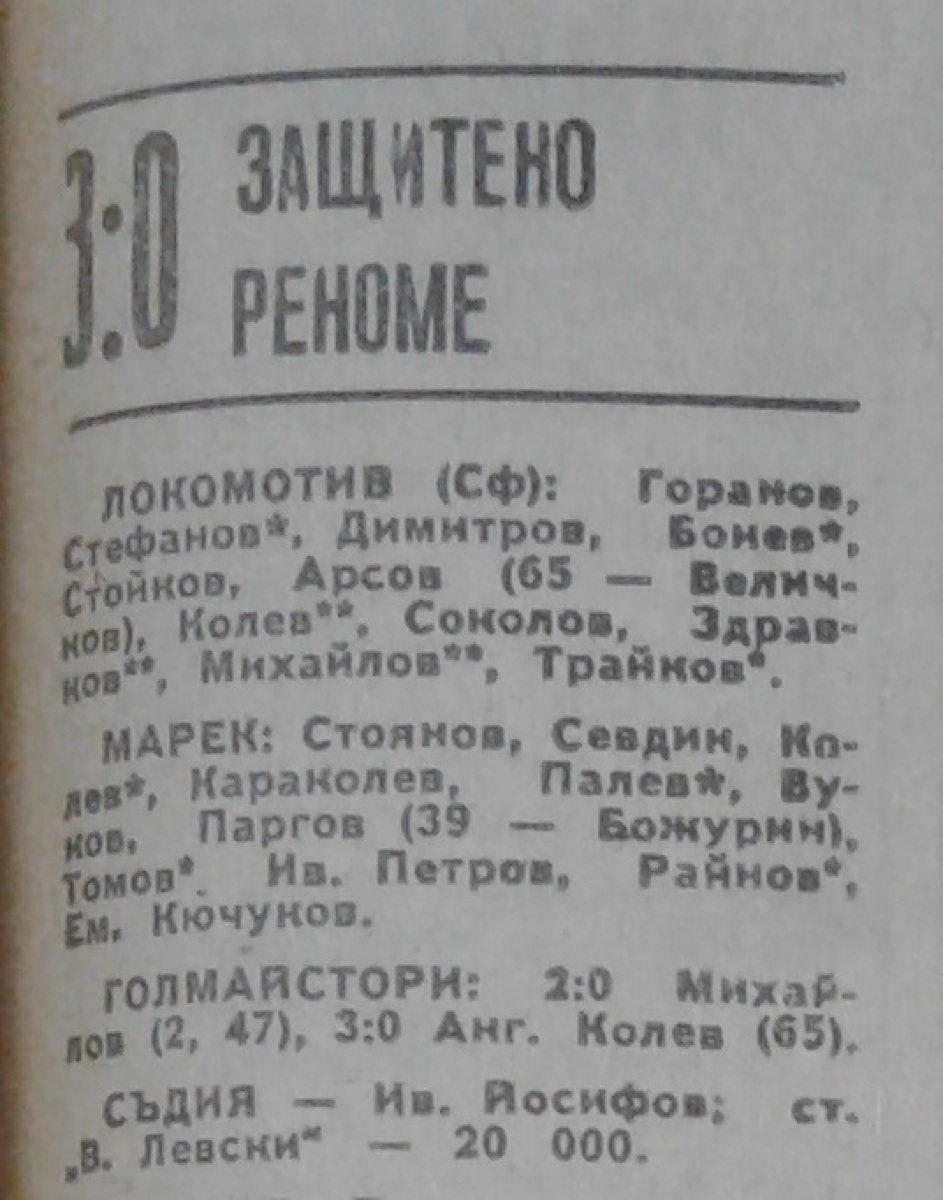 3:0 ЗАЩИТЕНО
РЕНОМЕ
ЛОКОМОТИВ (Сф): Горанов,
Стефанов*, Димитров, Бонев*,
Стойков, Арсов (65 — Велич-
ков), Колев**, Соколов, Здрав-
ков**, Михайлов**, Трайков*.
МАРЕК: Стоянов, Севдин, Ко-
лев*, Караколев, Палев*, Ву-
ков, Паргов (39 — Божурин),
Томов*. Ив. Петров, Райнов*,
Ем. Кючуков.
ГОЛМАЙСТОРИ: 2:0 Михай-
лов (2, 47), 3:0 Анг. Колев (65).
СЪДИЯ — Ив. Йосифов; ст.
„В. Левски" — 20 000.